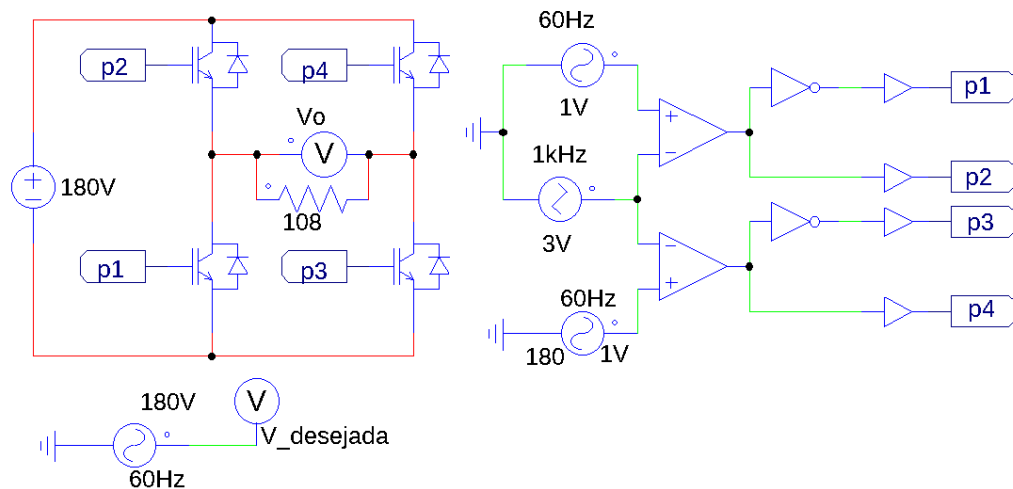 p2
p4
Vo
V
180V
108
p1
p3
180V
V
V_desejada
60Hz
60Hz
1V
1kHz
3V
60Hz
180
1V
p1
p2
p3
p4